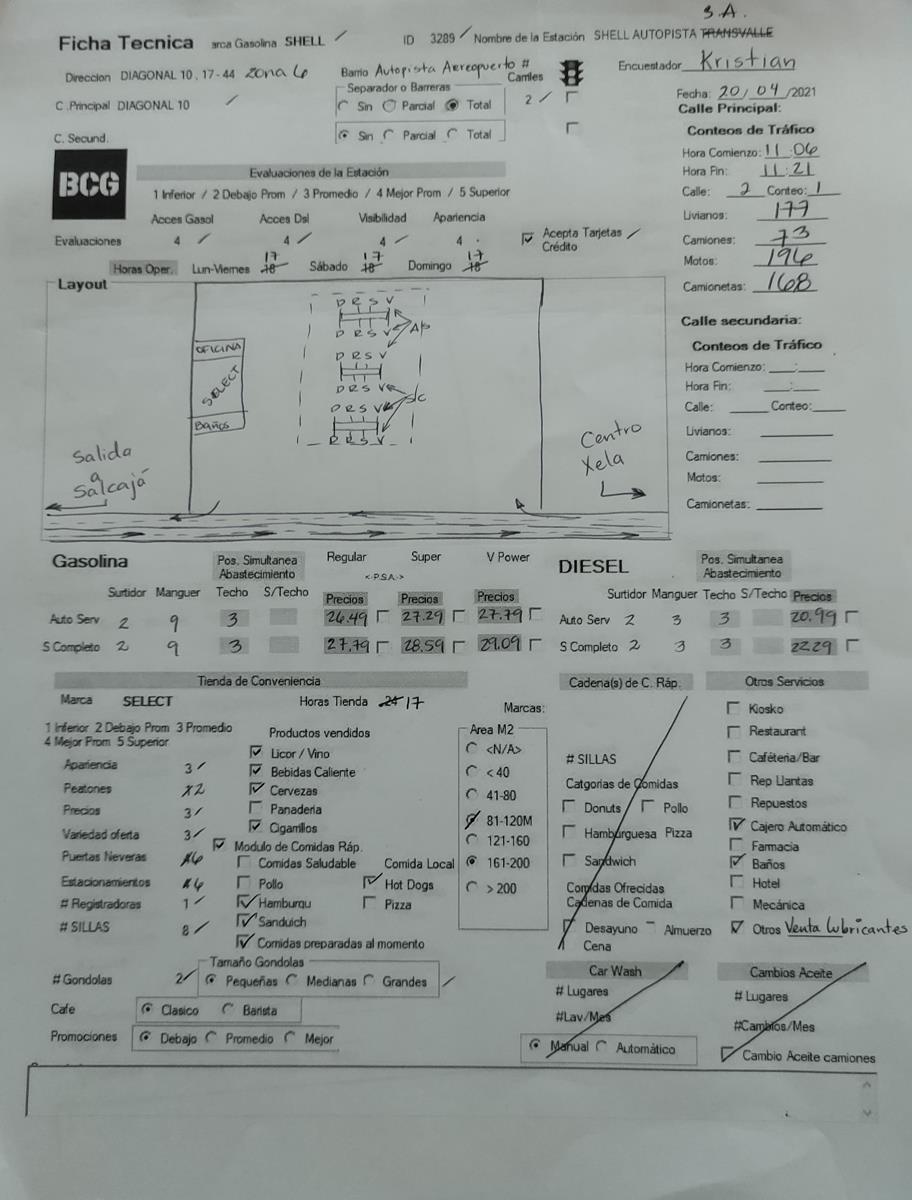 S.A.
Ficha Tecnica arca Gasolina SHELL ID 3289 Nombre de la Estación SHELL AUTOPISTA TRANSVALLE
Direccion DIAGONAL 10, 17-44 Zona 6 Barrio Autopista Aereopuerto # Carriles Encuestador Kristian
Separador o Barreras
C.Principal DIAGONAL 10 Sin Parcial Total 2 Fecha: 20/04/2021
Calle Principal:
C. Secund. Sin Parcial Total Conteos de Tráfico
Hora Comienzo: 11:06
BCG Evaluaciones de la Estación Hora Fin: 11:21
1 Inferior / 2 Debajo Prom / 3 Promedio / 4 Mejor Prom / 5 Superior Calle: 2 Conteo: 1
Acces Gasol Acces Dsl Visibilidad Apariencia Livianos: 177
Evaluaciones 4 4 4 4 Acepta Tarjetas Crédito Camiones: 73
17 17 17
Horas Oper. Lun-Viernes 18 Sábado 18 Domingo 18 Motos: 196
Layout Camionetas: 168
D R S V
D R S V A/s
OFICINA
SELECT
BAÑOS
D R S V
D R S V
S/C
D R S V
D R S V
Salida a Salcajá
Centro Xela
Calle secundaria:
Conteos de Tráfico
Hora Comienzo: __:__
Hora Fin: __:__
Calle: Conteo:
Livianos:
Camiones:
Motos:
Camionetas:
Gasolina Pos. Simultanea Abastecimiento Regular Super V Power DIESEL Pos. Simultanea Abastecimiento
<-P.S.A.->
Surtidor Manguer Techo S/Techo Precios Precios Precios Surtidor Manguer Techo S/Techo Precios
Auto Serv 2 9 3 26.49 27.29 27.79 Auto Serv 2 3 3 20.99
S Completo 2 9 3 27.79 28.59 29.09 S Completo 2 3 3 22.29
Tienda de Conveniencia Cadena(s) de C. Ráp. Otros Servicios
Marca SELECT Horas Tienda 24 17 Marcas:
1 Inferior 2 Debajo Prom 3 Promedio
4 Mejor Prom 5 Superior
Apariencia 3
Peatones 2
Precios 3
Variedad oferta 3
Puertas Neveras 6
Estacionamientos 6
# Registradoras 1
# SILLAS 8
Productos vendidos
Licor / Vino
Bebidas Caliente
Cervezas
Panaderia
Cigarrillos
Modulo de Comidas Ráp.
Comidas Saludable Comida Local
Pollo Hot Dogs
Hamburqu Pizza
Sanduich
Comidas preparadas al momento
Area M2
<N/A>
< 40
41-80
81-120M
121-160
161-200
> 200
# SILLAS
Catgorias de Comidas
Donuts Pollo
Hamburguesa Pizza
Sandwich
Comidas Ofrecidas
Cadenas de Comida
Desayuno Almuerzo
Cena
Kiosko
Restaurant
Caféteria/Bar
Rep Llantas
Repuestos
Cajero Automático
Farmacia
Baños
Hotel
Mecánica
Otros Venta lubricantes
Tamaño Gondolas
# Gondolas 2 Pequeñas Medianas Grandes
Cafe Clasico Barista
Promociones Debajo Promedio Mejor
Car Wash
# Lugares
#Lav/Mes
Manual Automático
Cambios Aceite
# Lugares
#Cambios/Mes
Cambio Aceite camiones